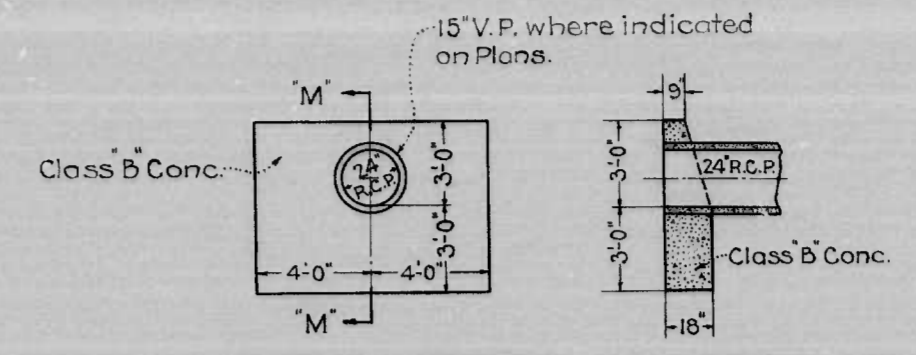 15"V.P. where indicated
on Plans.
"M"
9"
Class "B" Conc.
24"
R.C.P.
3'-0"
3'-0"
4'-0"
4'-0"
"M"
3'-0"
24"R.C.P.
3'-0"
Class "B" Conc.
18"